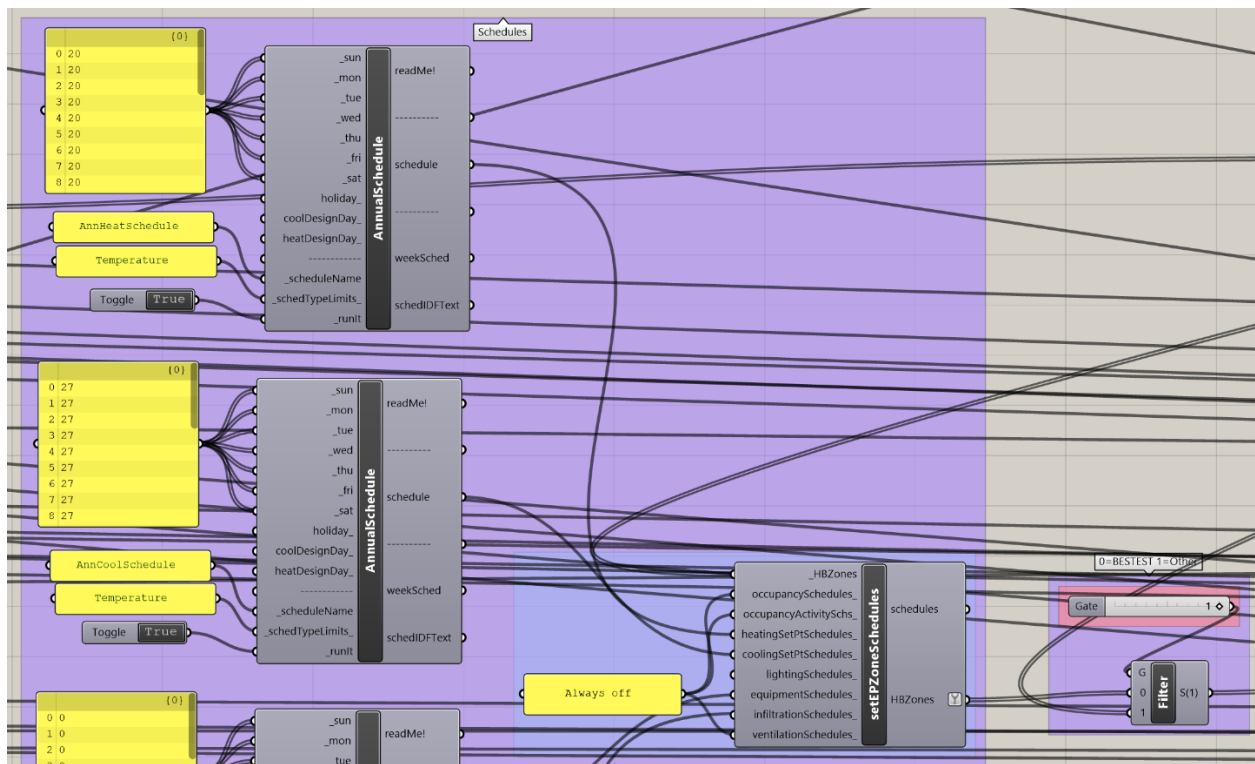 Schedules
{0}
0 20
1 20
2 20
3 20
4 20
5 20
6 20
7 20
8 20
AnnHeatSchedule
Temperature
Toggle True
_sun
_mon
_tue
_wed
_thu
_fri
_sat
holiday_
coolDesignDay_
heatDesignDay_
------------
_scheduleName
_schedTypeLimits_
_runIt
AnnualSchedule
readMe!
----------
schedule
----------
weekSched
schedIDFText
{0}
0 27
1 27
2 27
3 27
4 27
5 27
6 27
7 27
8 27
AnnCoolSchedule
Temperature
Toggle True
_sun
_mon
_tue
_wed
_thu
_fri
_sat
holiday_
coolDesignDay_
heatDesignDay_
------------
_scheduleName
_schedTypeLimits_
_runIt
AnnualSchedule
readMe!
----------
schedule
----------
weekSched
schedIDFText
{0}
0 0
1 0
2 0
_sun
_mon
tue
readMe!
Always off
_HBZones
occupancySchedules_
occupancyActivitySchs_
heatingSetPtSchedules_
coolingSetPtSchedules_
lightingSchedules_
equipmentSchedules_
infiltrationSchedules_
ventilationSchedules_
setEPZoneSchedules
schedules
HBZones
0=BESTEST 1=Other
Gate 1
G
0
1
Filter
S(1)